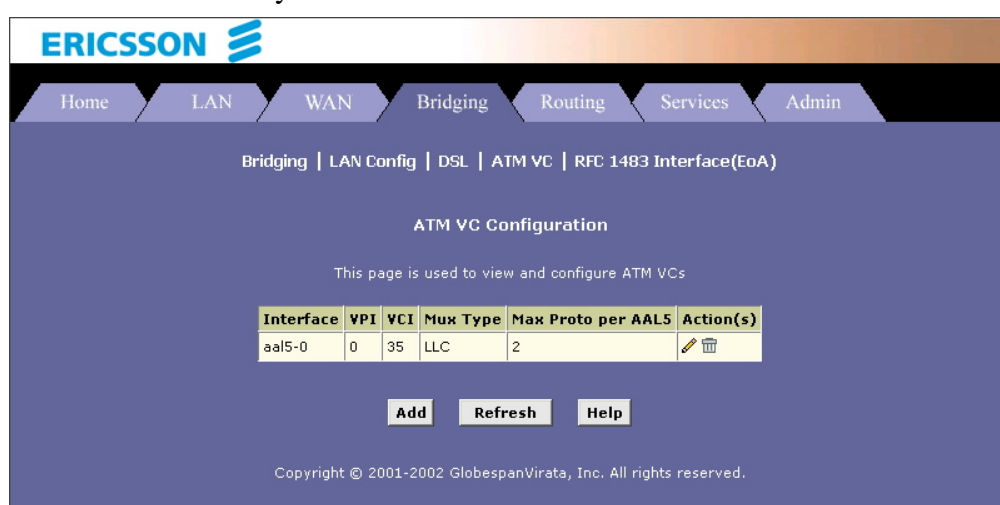 ERICSSON
Home LAN WAN Bridging Routing Services Admin
Bridging | LAN Config | DSL | ATM VC | RFC 1483 Interface(EoA)
ATM VC Configuration
This page is used to view and configure ATM VCs
Interface VPI VCI Mux Type Max Proto per AAL5 Action(s)
aal5-0 0 35 LLC 2
Add Refresh Help
Copyright © 2001-2002 GlobespanVirata, Inc. All rights reserved.